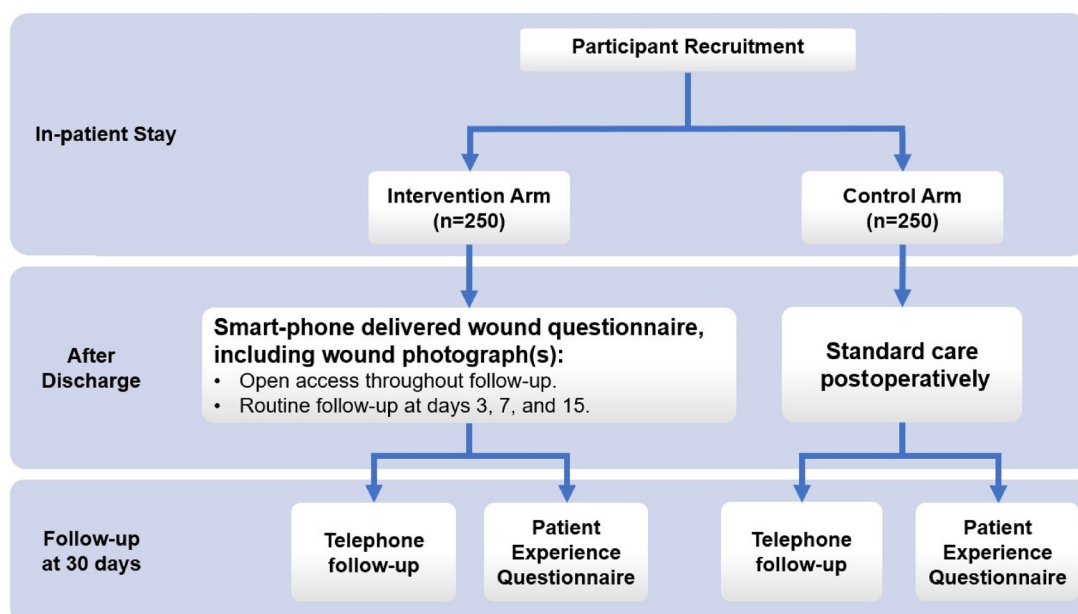 Participant Recruitment
In-patient Stay
Intervention Arm
(n=250)
Control Arm
(n=250)
After
Discharge
Smart-phone delivered wound questionnaire,
including wound photograph(s):
• Open access throughout follow-up.
• Routine follow-up at days 3, 7, and 15.
Standard care
postoperatively
Follow-up
at 30 days
Telephone
follow-up
Patient
Experience
Questionnaire
Telephone
follow-up
Patient
Experience
Questionnaire